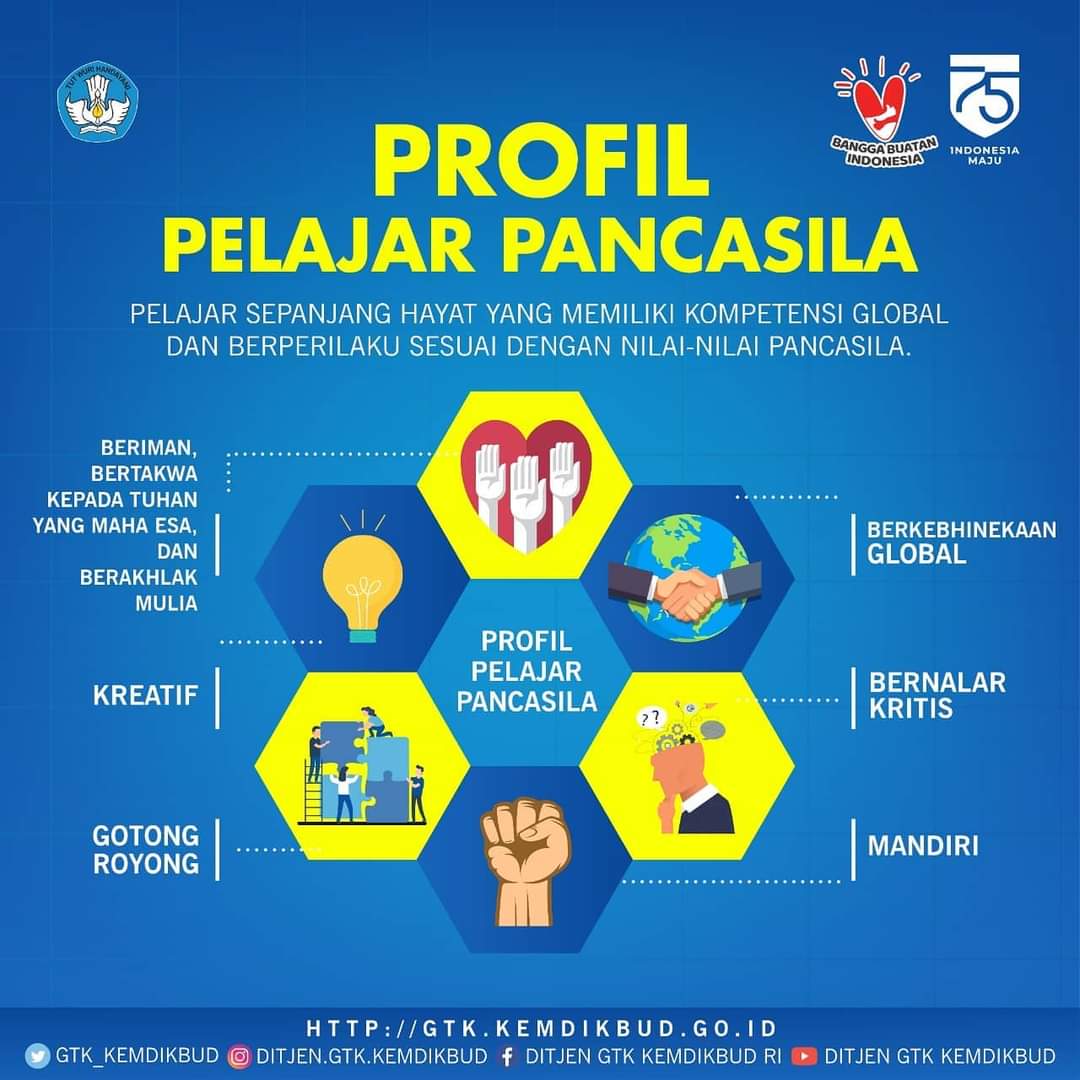 TUT WURI HANDAYANI
BANGGA BUATAN
INDONESIA
75
INDONESIA
MAJU
PROFIL
PELAJAR PANCASILA
PELAJAR SEPANJANG HAYAT YANG MEMILIKI KOMPETENSI GLOBAL
DAN BERPERILAKU SESUAI DENGAN NILAI-NILAI PANCASILA.
BERIMAN,
BERTAKWA
KEPADA TUHAN
YANG MAHA ESA,
DAN
BERAKHLAK
MULIA
BERKEBHINEKAAN
GLOBAL
PROFIL
PELAJAR
PANCASILA
KREATIF
BERNALAR
KRITIS
??
GOTONG
ROYONG
MANDIRI
HTTP://GTK.KEMDIKBUD.GO.ID
GTK_KEMDIKBUD DITJEN.GTK.KEMDIKBUD DITJEN GTK KEMDIKBUD RI DITJEN GTK KEMDIKBUD